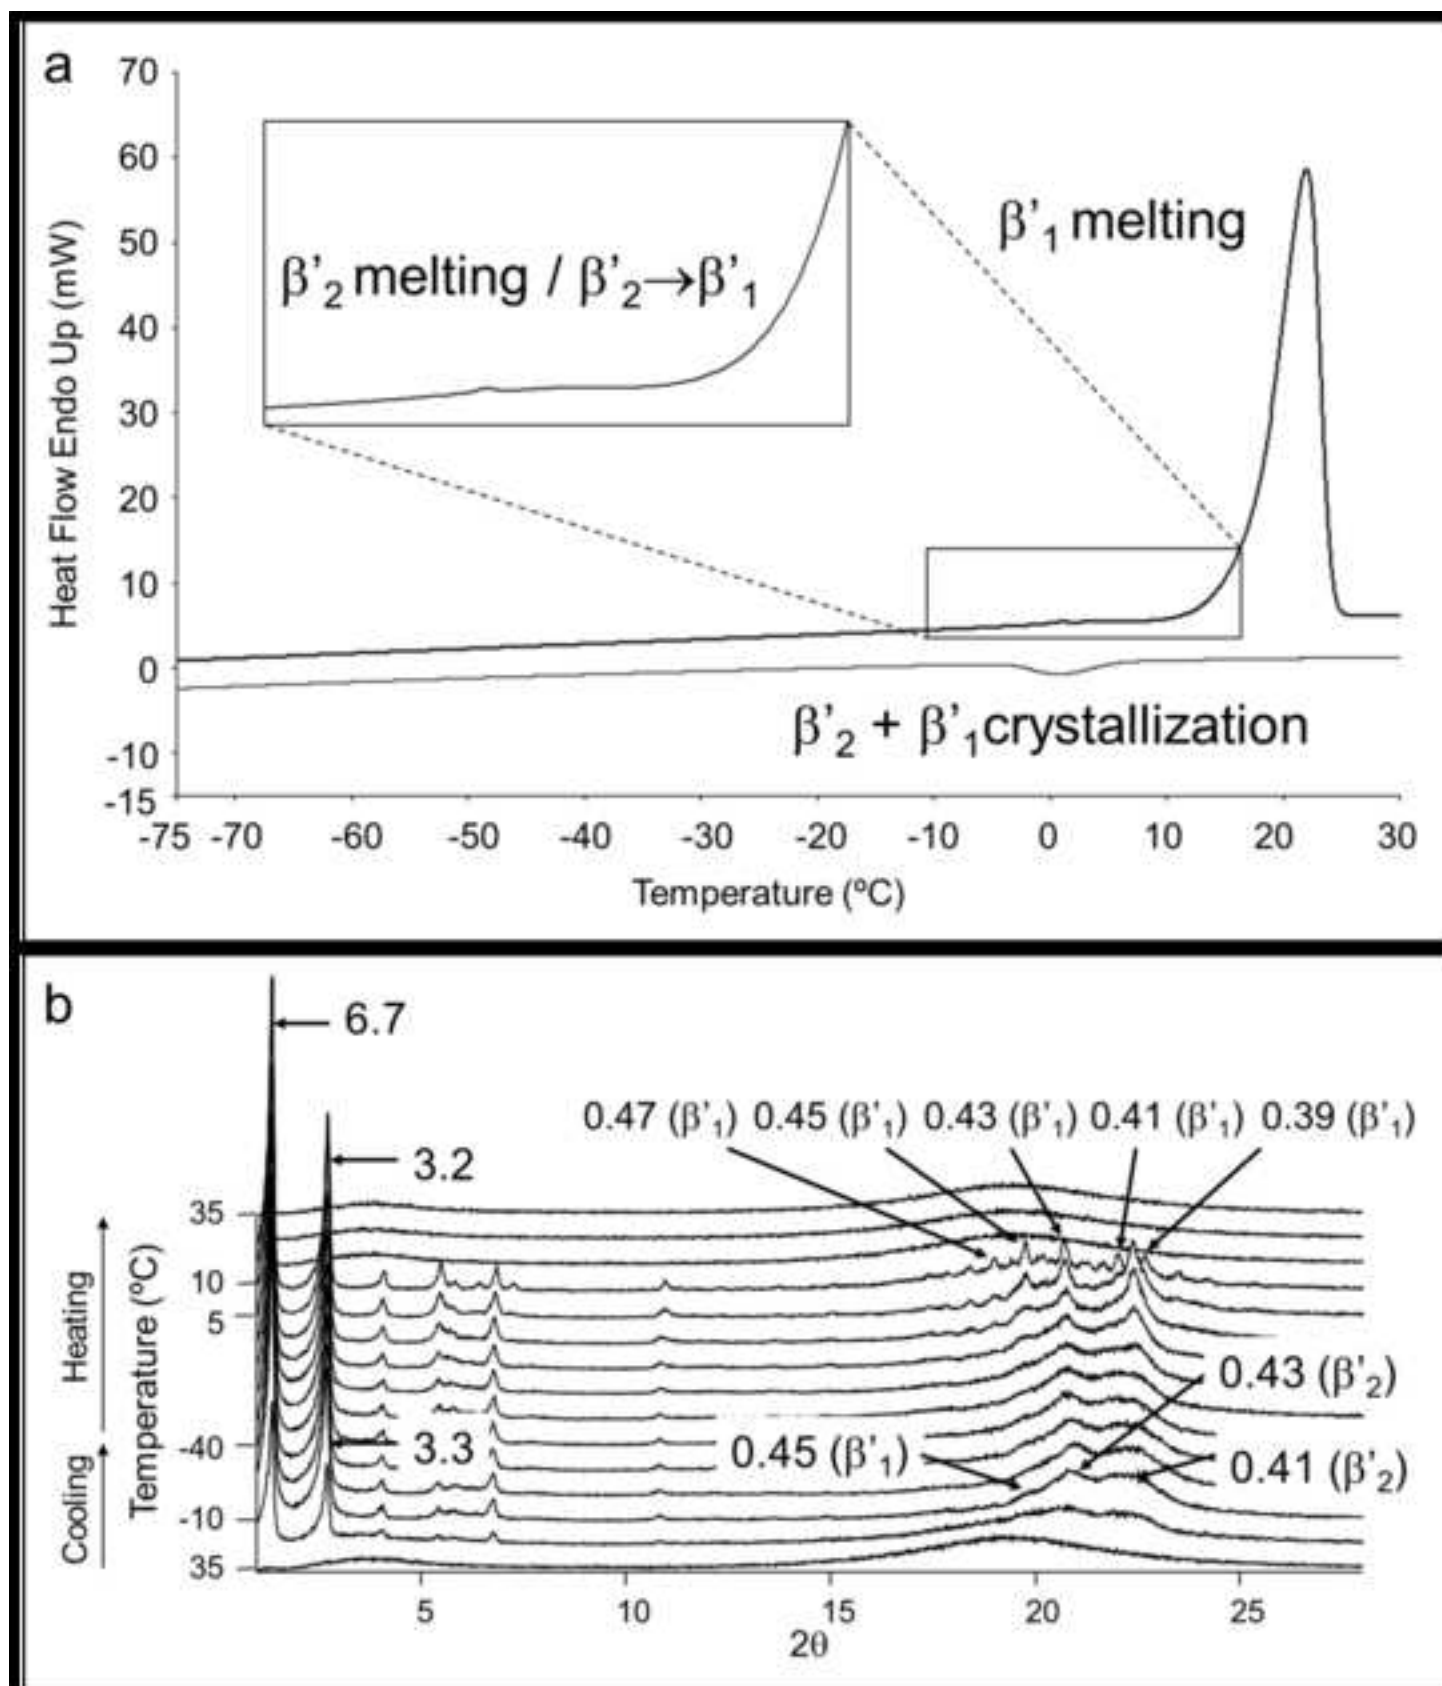 a
70
60
50
40
30
20
10
0
-10
-15
Heat Flow Endo Up (mW)
β'₂ melting / β'₂→β'₁
β'₁ melting
β'₂ + β'₁ crystallization
-75 -70 -60 -50 -40 -30 -20 -10 0 10 20 30
Temperature (ºC)
b
6.7
3.2
0.47 (β'₁) 0.45 (β'₁) 0.43 (β'₁) 0.41 (β'₁) 0.39 (β'₁)
35
10
5
-40
-10
35
Heating
Cooling
Temperature (ºC)
0.43 (β'₂)
3.3
0.45 (β'₁)
0.41 (β'₂)
5 10 15 20 25
2θ